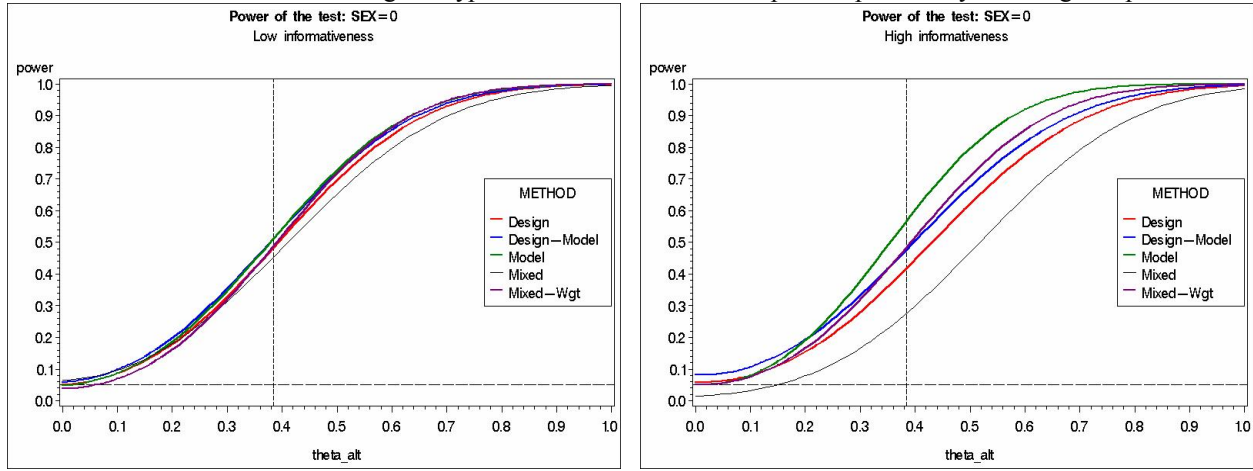 Power of the test: SEX=0
Low informativeness
power
1.0
0.9
0.8
0.7
0.6
0.5
0.4
0.3
0.2
0.1
0.0
METHOD
Design
Design—Model
Model
Mixed
Mixed—Wgt
0.0 0.1 0.2 0.3 0.4 0.5 0.6 0.7 0.8 0.9 1.0
theta_alt
Power of the test: SEX=0
High informativeness
power
1.0
0.9
0.8
0.7
0.6
0.5
0.4
0.3
0.2
0.1
0.0
METHOD
Design
Design—Model
Model
Mixed
Mixed—Wgt
0.0 0.1 0.2 0.3 0.4 0.5 0.6 0.7 0.8 0.9 1.0
theta_alt